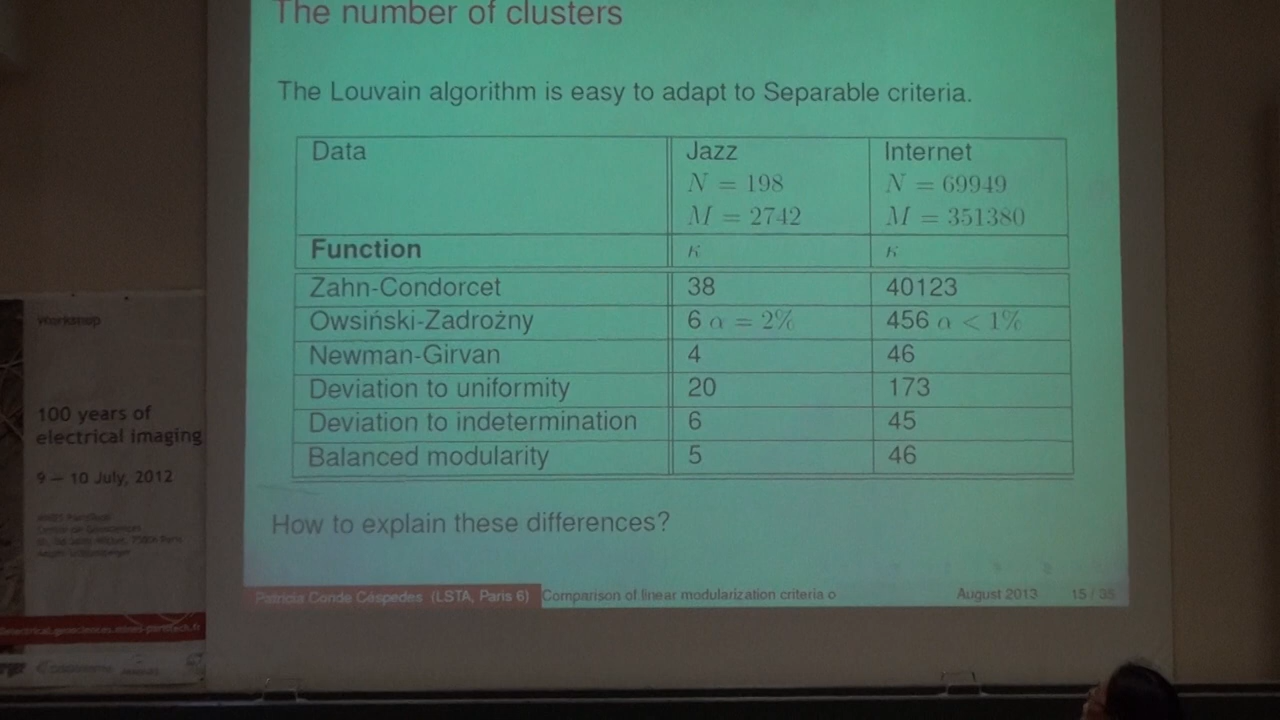 The number of clusters
The Louvain algorithm is easy to adapt to Separable criteria.
Data Jazz Internet
N = 198 N = 69949
M = 2742 M = 351380
Function κ κ
Zahn-Condorcet 38 40123
Owsiński-Zadrożny 6 α = 2% 456 α < 1%
Newman-Girvan 4 46
Deviation to uniformity 20 173
Deviation to indetermination 6 45
Balanced modularity 5 46
How to explain these differences?
Patricia Conde Céspedes (LSTA, Paris 6) Comparison of linear modularization criteria o August 2013 15 / 35
workshop
100 years of
electrical imaging
9 – 10 July, 2012